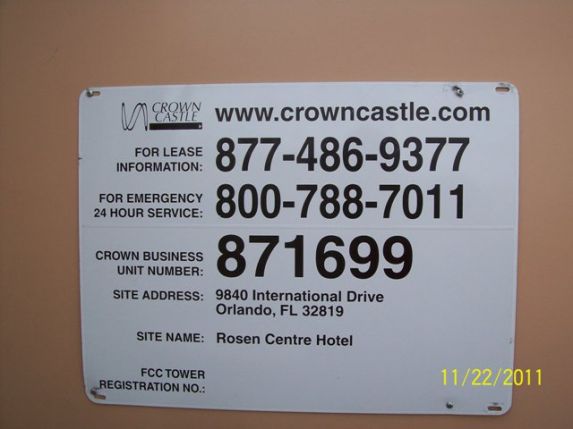 CROWN
CASTLE
www.crowncastle.com
FOR LEASE
INFORMATION:
877-486-9377
FOR EMERGENCY
24 HOUR SERVICE:
800-788-7011
CROWN BUSINESS
UNIT NUMBER:
871699
SITE ADDRESS:
9840 International Drive
Orlando, FL 32819
SITE NAME: Rosen Centre Hotel
FCC TOWER
REGISTRATION NO.:
11/22/2011